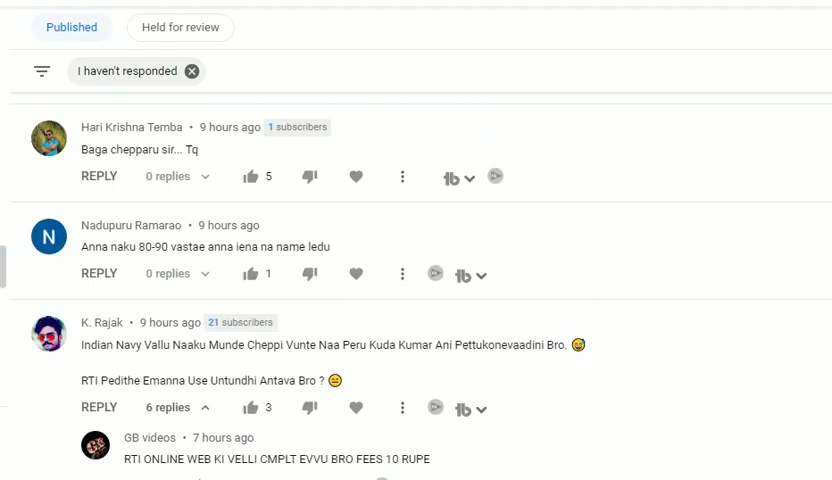 Published Held for review
I haven't responded
Hari Krishna Temba • 9 hours ago 1 subscribers
Baga chepparu sir... Tq
REPLY 0 replies 5
Nadupuru Ramarao • 9 hours ago
Anna naku 80-90 vastae anna iena na name ledu
REPLY 0 replies 1
K. Rajak • 9 hours ago 21 subscribers
Indian Navy Vallu Naaku Munde Cheppi Vunte Naa Peru Kuda Kumar Ani Pettukonevaadini Bro. 😅
RTI Pedithe Emanna Use Untundhi Antava Bro ? 😑
REPLY 6 replies 3
GB videos • 7 hours ago
RTI ONLINE WEB KI VELLI CMPLT EVVU BRO FEES 10 RUPE